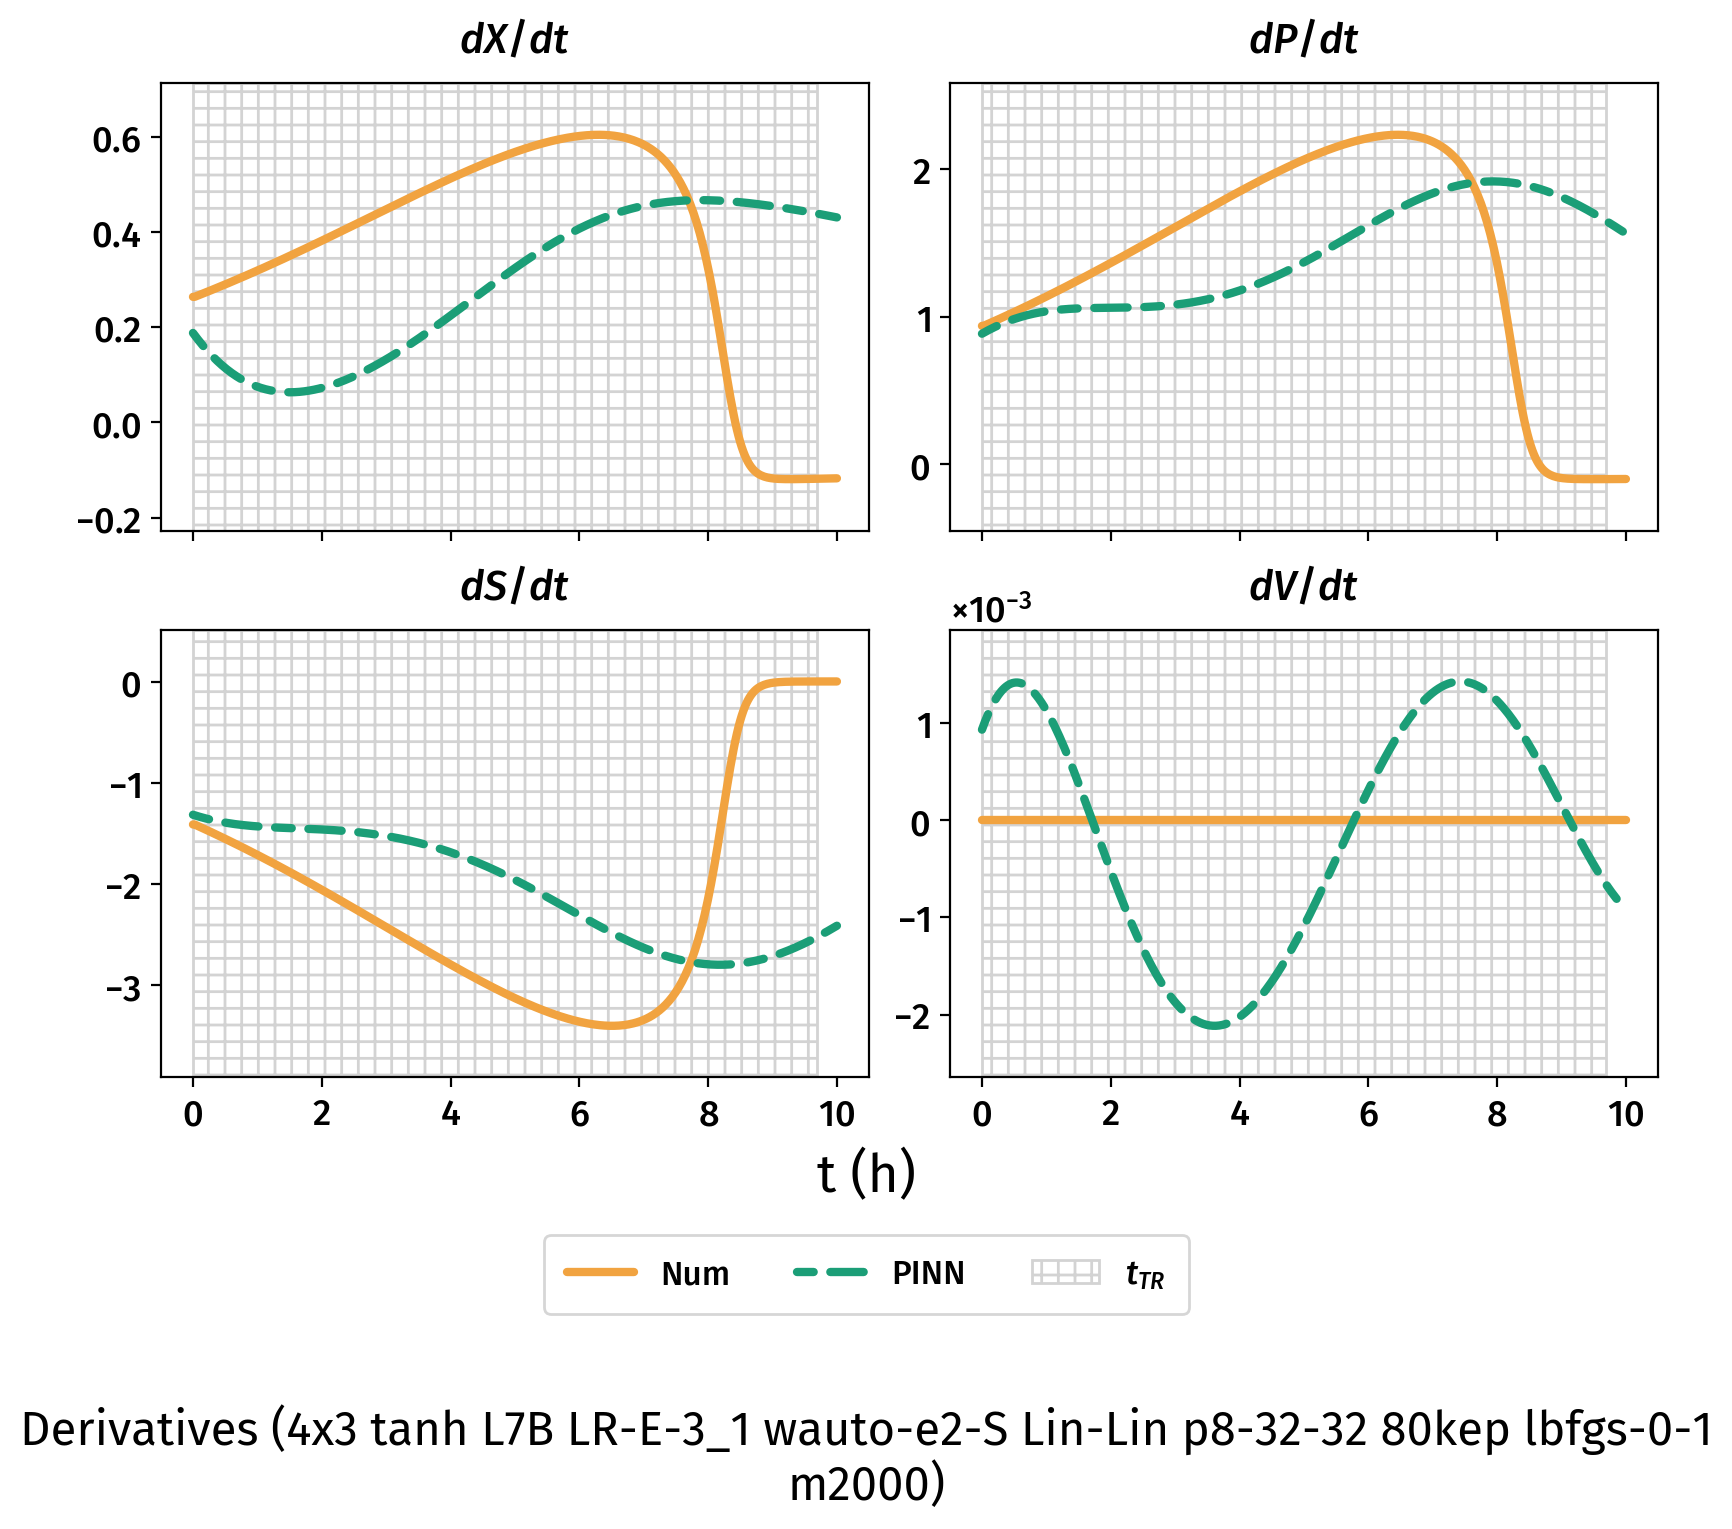 dX/dt
dP/dt
0.6
0.4
0.2
0.0
−0.2
2
1
0
dS/dt
dV/dt
×10⁻³
0
−1
−2
−3
1
0
−1
−2
0 2 4 6 8 10
0 2 4 6 8 10
t (h)
Num PINN t_TR
Derivatives (4x3 tanh L7B LR-E-3_1 wauto-e2-S Lin-Lin p8-32-32 80kep lbfgs-0-1
m2000)